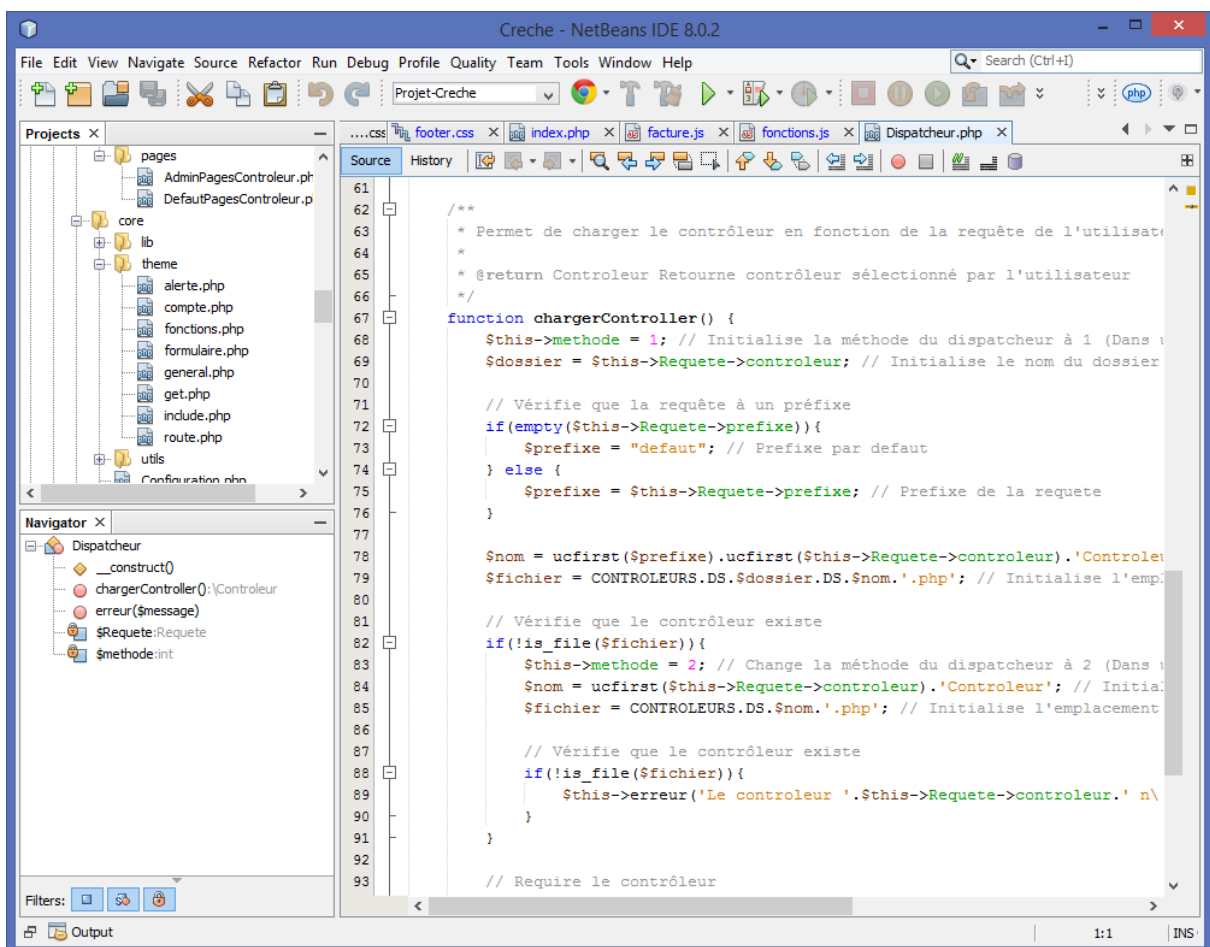 Creche - NetBeans IDE 8.0.2
File Edit View Navigate Source Refactor Run Debug Profile Quality Team Tools Window Help
Search (Ctrl+I)
Projet-Creche
php
Projects
pages
AdminPagesControleur.ph
DefautPagesControleur.p
core
lib
theme
alerte.php
compte.php
fonctions.php
formulaire.php
general.php
get.php
include.php
route.php
utils
Configuration.php
Navigator
Dispatcheur
__construct()
chargerController():\Controleur
erreur($message)
$Requete:Requete
$methode:int
Filters:
....css footer.css index.php facture.js fonctions.js Dispatcheur.php
Source History
61
62 /**
63 * Permet de charger le contrôleur en fonction de la requête de l'utilisate
64 *
65 * @return Controleur Retourne contrôleur sélectionné par l'utilisateur
66 */
67 function chargerController() {
68 $this->methode = 1; // Initialise la méthode du dispatcheur à 1 (Dans
69 $dossier = $this->Requete->controleur; // Initialise le nom du dossier
70
71 // Vérifie que la requête à un préfixe
72 if(empty($this->Requete->prefixe)){
73 $prefixe = "defaut"; // Prefixe par defaut
74 } else {
75 $prefixe = $this->Requete->prefixe; // Prefixe de la requete
76 }
77
78 $nom = ucfirst($prefixe).ucfirst($this->Requete->controleur).'Controleu
79 $fichier = CONTROLEURS.DS.$dossier.DS.$nom.'.php'; // Initialise l'emp
80
81 // Vérifie que le contrôleur existe
82 if(!is_file($fichier)){
83 $this->methode = 2; // Change la méthode du dispatcheur à 2 (Dans
84 $nom = ucfirst($this->Requete->controleur).'Controleur'; // Initial
85 $fichier = CONTROLEURS.DS.$nom.'.php'; // Initialise l'emplacement
86
87 // Vérifie que le contrôleur existe
88 if(!is_file($fichier)){
89 $this->erreur('Le controleur '.$this->Requete->controleur.' n\
90 }
91 }
92
93 // Require le contrôleur
Output
1:1
INS